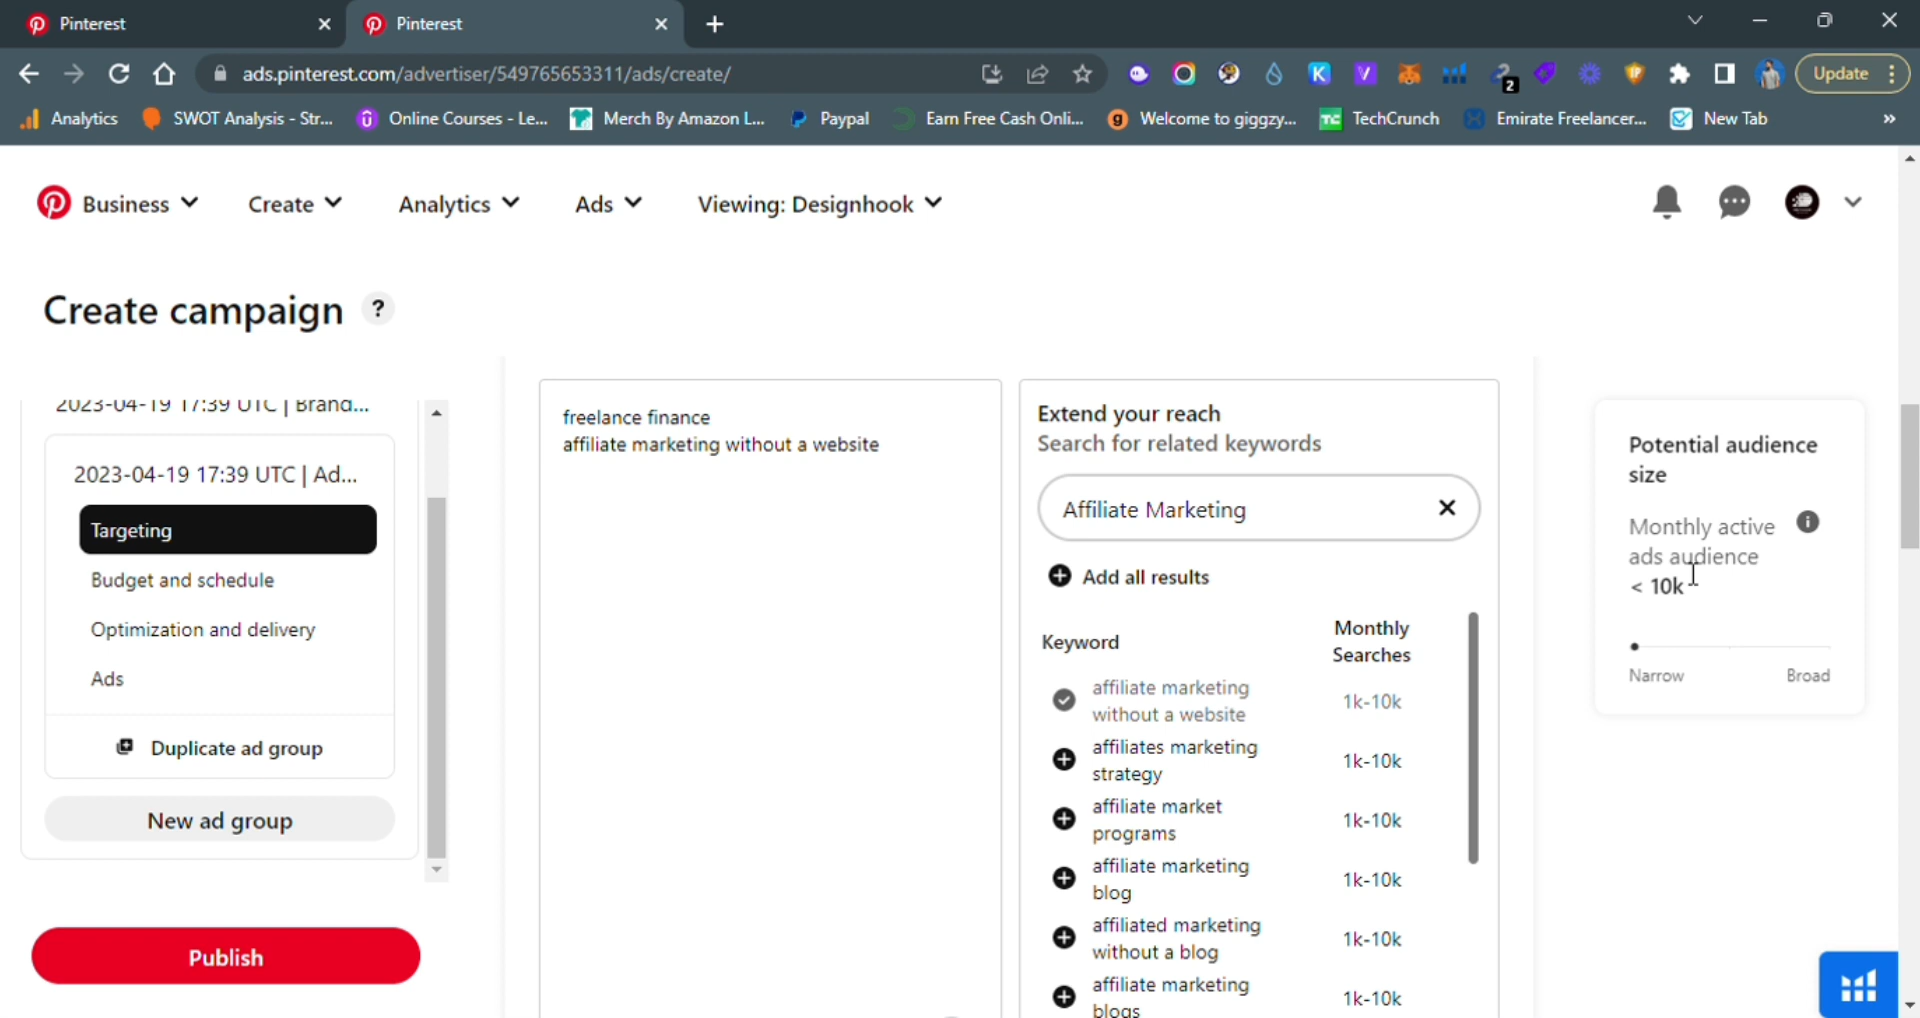 Pinterest
Pinterest
ads.pinterest.com/advertiser/549765653311/ads/create/
2
Update
Analytics
SWOT Analysis - Str...
Online Courses - Le...
Merch By Amazon L...
Paypal
Earn Free Cash Onli...
Welcome to giggzy...
TechCrunch
Emirate Freelancer...
New Tab
»
Business
Create
Analytics
Ads
Viewing: Designhook
Create campaign ?
2023-04-19 17:39 UTC | Brand...
2023-04-19 17:39 UTC | Ad...
Targeting
Budget and schedule
Optimization and delivery
Ads
Duplicate ad group
New ad group
Publish
freelance finance
affiliate marketing without a website
Extend your reach
Search for related keywords
Affiliate Marketing
Add all results
Keyword
Monthly
Searches
affiliate marketing
without a website
1k-10k
affiliates marketing
strategy
1k-10k
affiliate market
programs
1k-10k
affiliate marketing
blog
1k-10k
affiliated marketing
without a blog
1k-10k
affiliate marketing
blogs
1k-10k
Potential audience
size
Monthly active
ads audience
< 10k
Narrow
Broad